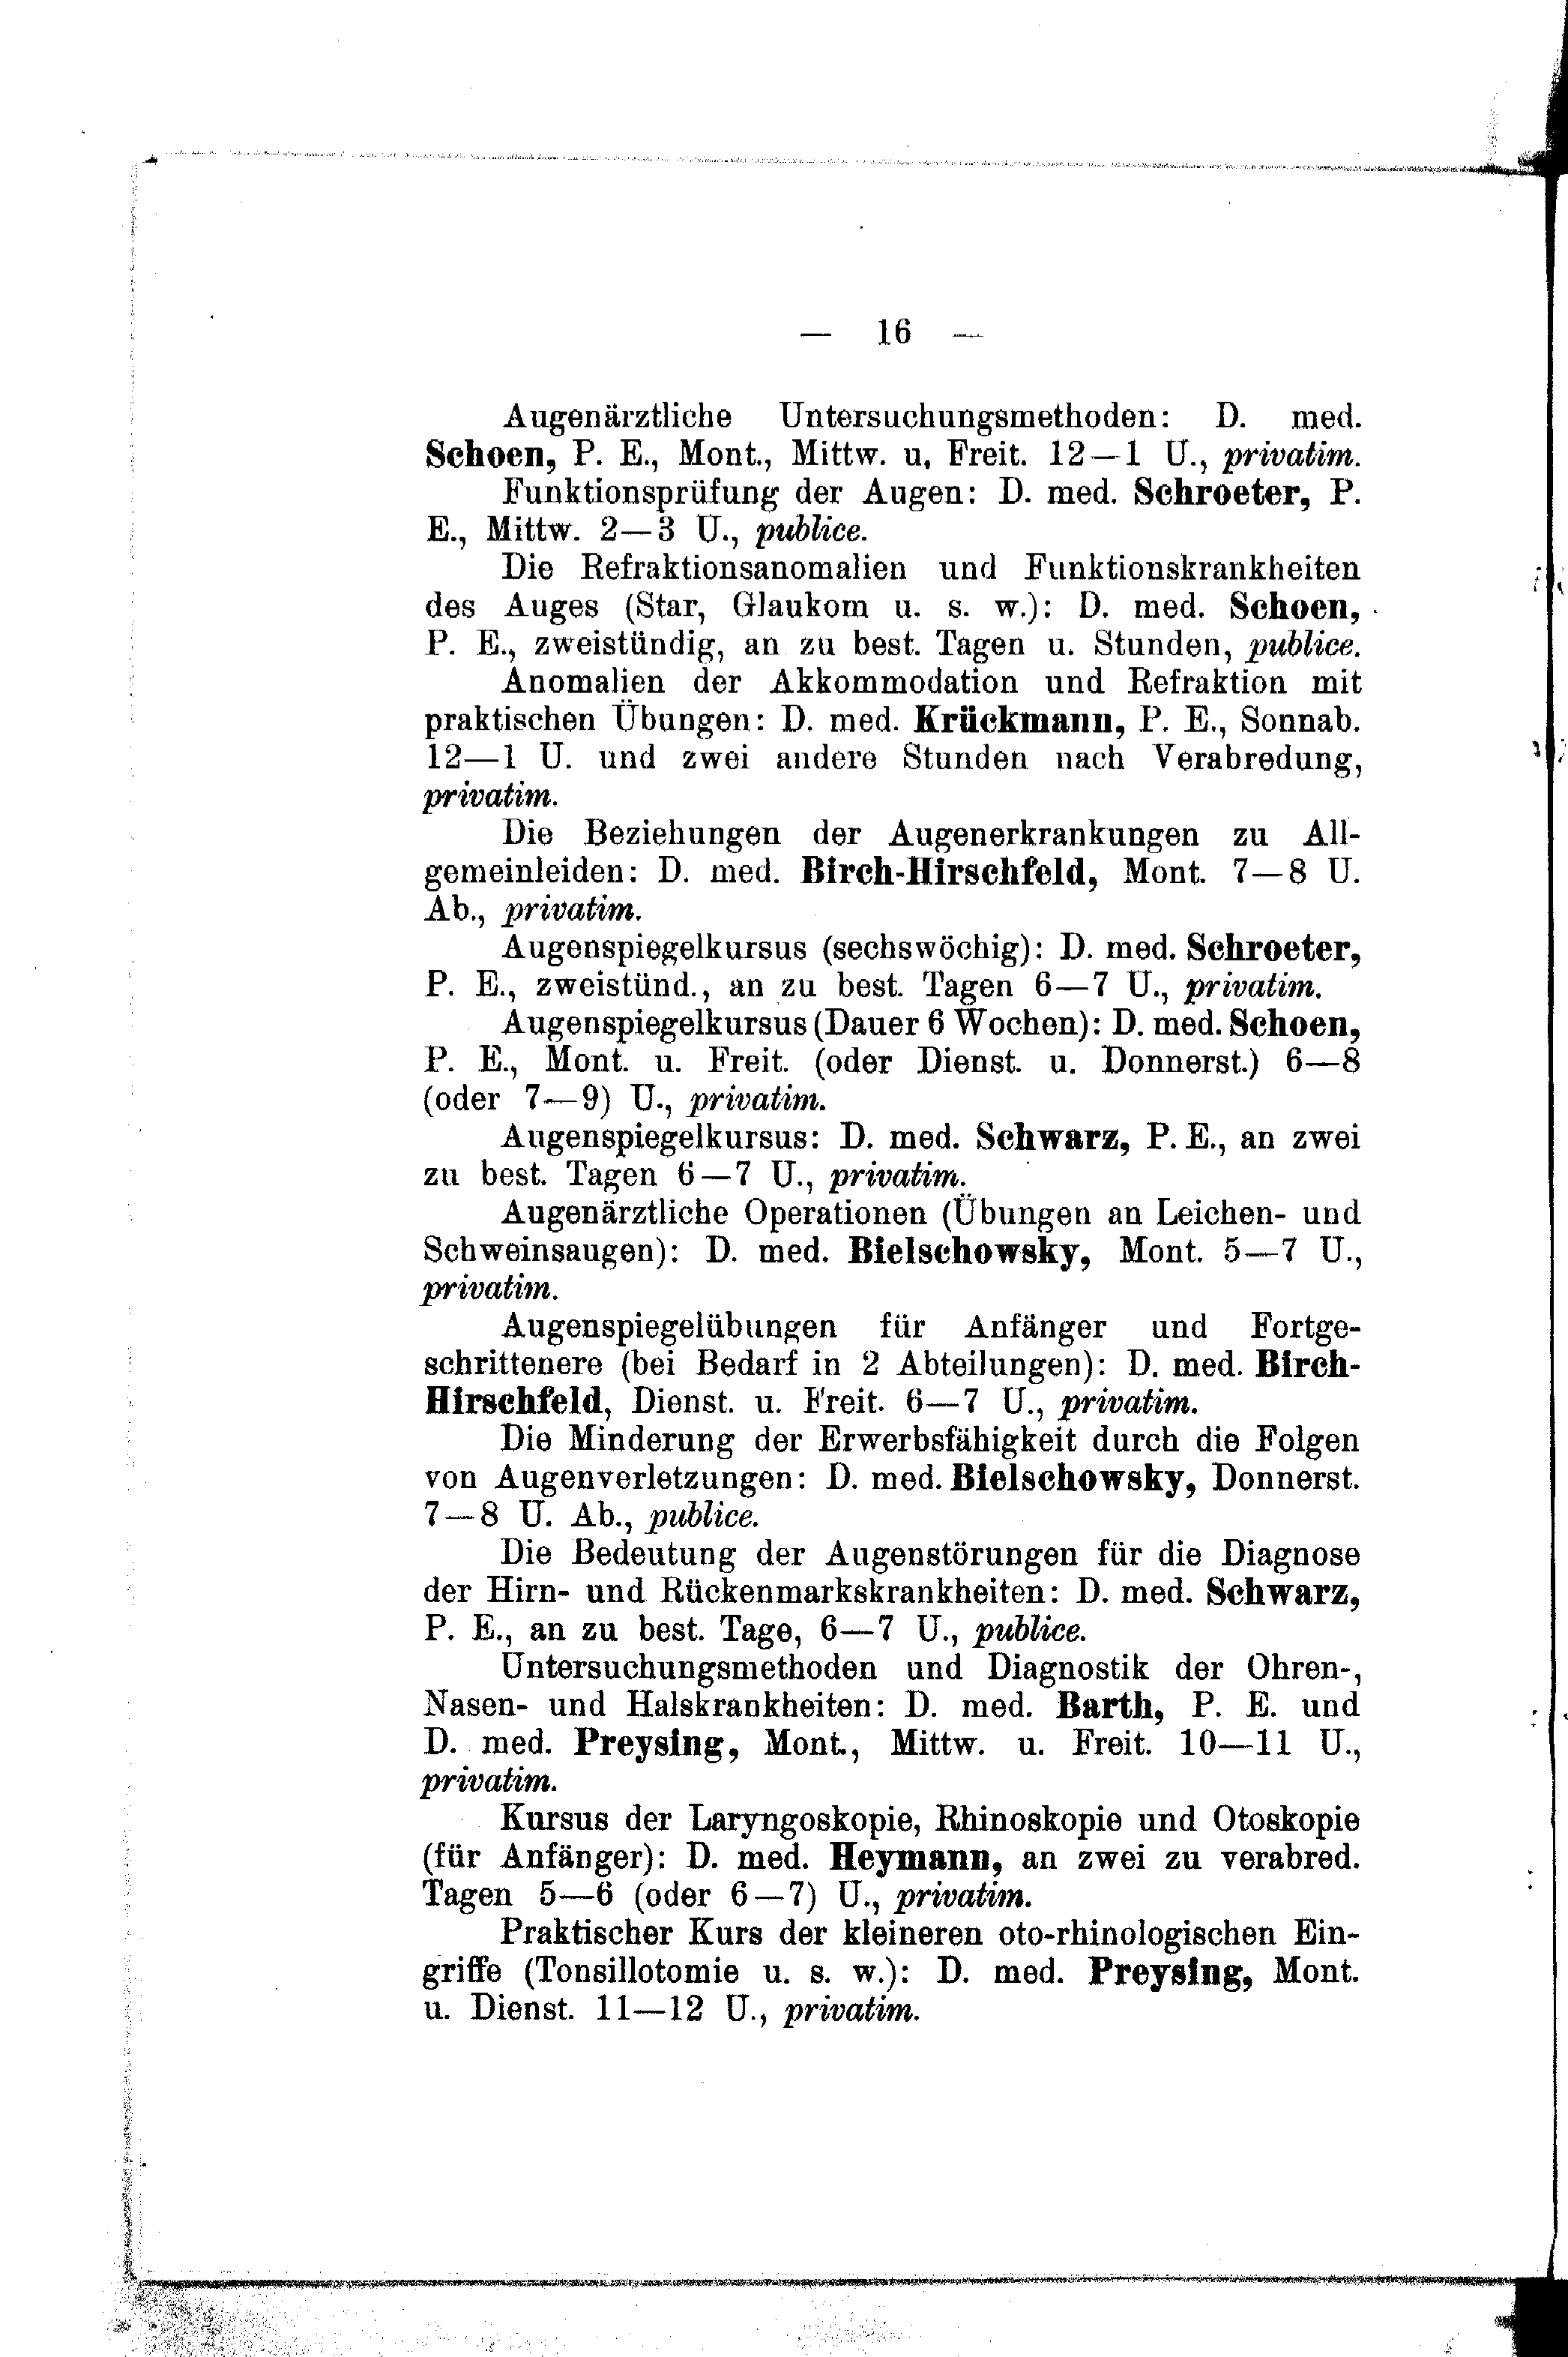 — 16 —
Augenärztliche Untersuchungsmethoden: D. med.
Schoen, P. E., Mont., Mittw. u. Freit. 12—1 U., privatim.
Funktionsprüfung der Augen: D. med. Schroeter, P.
E., Mittw. 2—3 U., publice.
Die Refraktionsanomalien und Funktionskrankheiten
des Auges (Star, Glaukom u. s. w.): D. med. Schoen,
P. E., zweistündig, an zu best. Tagen u. Stunden, publice.
Anomalien der Akkommodation und Refraktion mit
praktischen Übungen: D. med. Krückmann, P. E., Sonnab.
12—1 U. und zwei andere Stunden nach Verabredung,
privatim.
Die Beziehungen der Augenerkrankungen zu All-
gemeinleiden: D. med. Birch-Hirschfeld, Mont. 7—8 U.
Ab., privatim.
Augenspiegelkursus (sechswöchig): D. med. Schroeter,
P. E., zweistünd., an zu best. Tagen 6—7 U., privatim.
Augenspiegelkursus (Dauer 6 Wochen): D. med. Schoen,
P. E., Mont. u. Freit. (oder Dienst. u. Donnerst.) 6—8
(oder 7—9) U., privatim.
Augenspiegelkursus: D. med. Schwarz, P. E., an zwei
zu best. Tagen 6—7 U., privatim.
Augenärztliche Operationen (Übungen an Leichen- und
Schweinsaugen): D. med. Bielschowsky, Mont. 5—7 U.,
privatim.
Augenspiegelübungen für Anfänger und Fortge-
schrittenere (bei Bedarf in 2 Abteilungen): D. med. Birch-
Hirschfeld, Dienst. u. Freit. 6—7 U., privatim.
Die Minderung der Erwerbsfähigkeit durch die Folgen
von Augenverletzungen: D. med. Bielschowsky, Donnerst.
7—8 U. Ab., publice.
Die Bedeutung der Augenstörungen für die Diagnose
der Hirn- und Rückenmarkskrankheiten: D. med. Schwarz,
P. E., an zu best. Tage, 6—7 U., publice.
Untersuchungsmethoden und Diagnostik der Ohren-,
Nasen- und Halskrankheiten: D. med. Barth, P. E. und
D. med. Preysing, Mont., Mittw. u. Freit. 10—11 U.,
privatim.
Kursus der Laryngoskopie, Rhinoskopie und Otoskopie
(für Anfänger): D. med. Heymann, an zwei zu verabred.
Tagen 5—6 (oder 6—7) U., privatim.
Praktischer Kurs der kleineren oto-rhinologischen Ein-
griffe (Tonsillotomie u. s. w.): D. med. Preysing, Mont.
u. Dienst. 11—12 U., privatim.